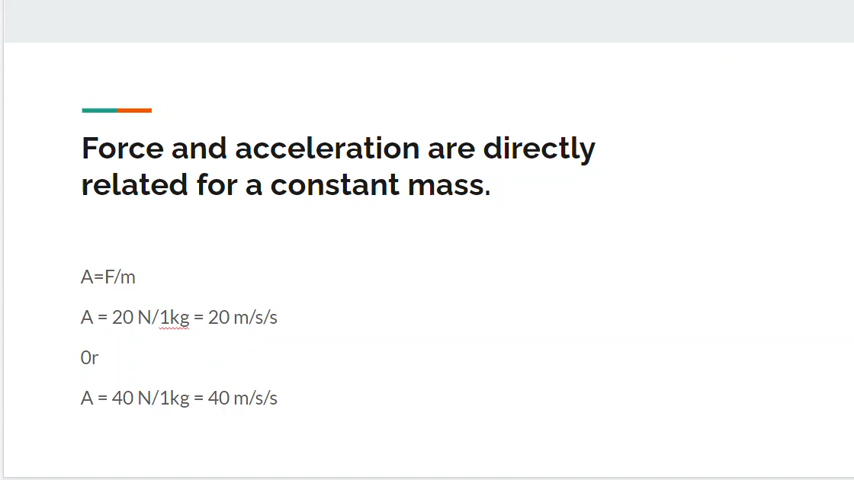 Force and acceleration are directly
related for a constant mass.
A=F/m
A = 20 N/1kg = 20 m/s/s
0r
A = 40 N/1kg = 40 m/s/s